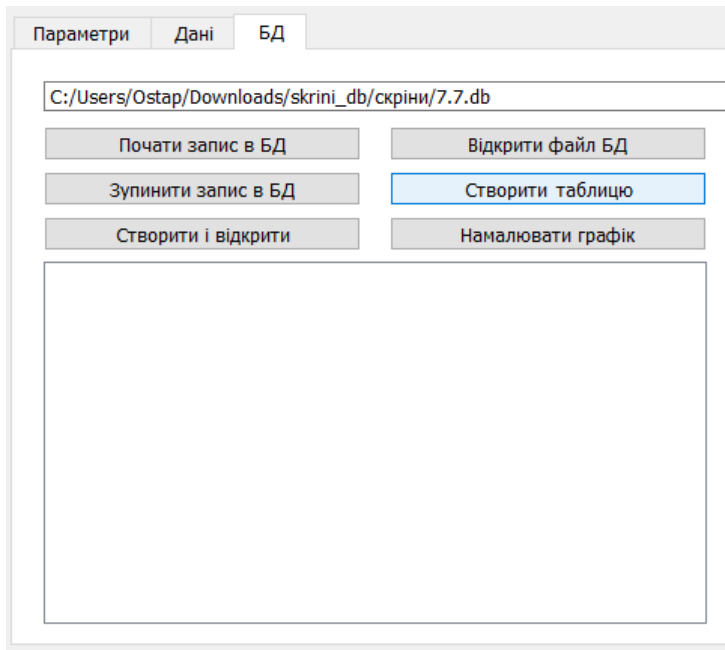 Параметри Дані БД
C:/Users/Ostap/Downloads/skrini_db/скріни/7.7.db
Почати запис в БД Відкрити файл БД
Зупинити запис в БД Створити таблицю
Створити і відкрити Намалювати графік